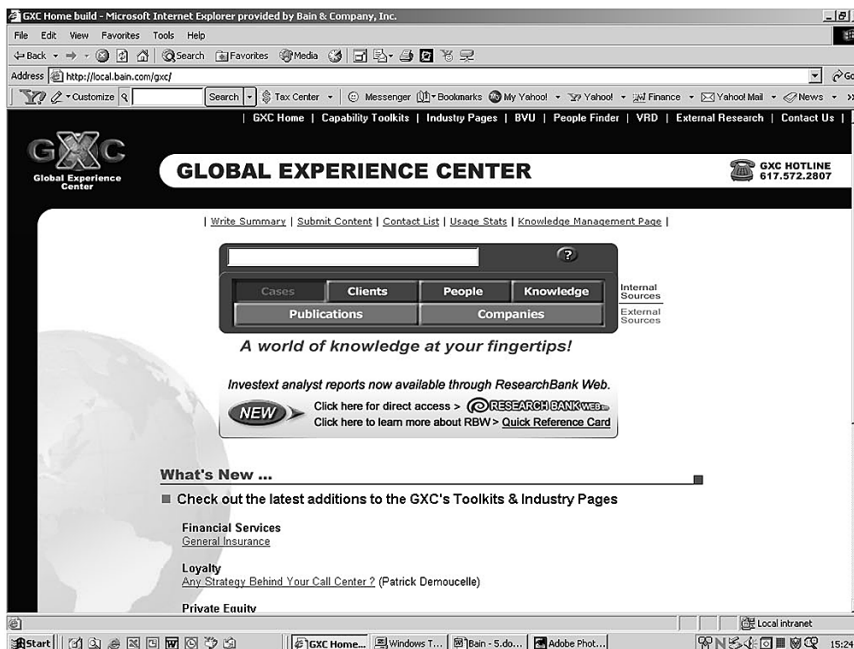 GXC Home build - Microsoft Internet Explorer provided by Bain & Company, Inc.
File Edit View Favorites Tools Help
Back Search Favorites Media
Address http://local.bain.com/gxc/ Go
Customize Search Tax Center Messenger Bookmarks My Yahoo! Yahoo! Finance Yahoo! Mail News
| GXC Home | Capability Toolkits | Industry Pages | BVU | People Finder | VRD | External Research | Contact Us |
GXC
Global Experience
Center
GLOBAL EXPERIENCE CENTER
GXC HOTLINE
617.572.2807
| Write Summary | Submit Content | Contact List | Usage Stats | Knowledge Management Page |
?
Cases Clients People Knowledge
Internal
Sources
Publications Companies
External
Sources
A world of knowledge at your fingertips!
Investext analyst reports now available through ResearchBank Web.
NEW
Click here for direct access > RESEARCH BANK WEB
Click here to learn more about RBW> Quick Reference Card
What's New ...
Check out the latest additions to the GXC's Toolkits & Industry Pages
Financial Services
General Insurance
Loyalty
Any Strategy Behind Your Call Center ? (Patrick Demoucelle)
Private Equity
Local intranet
Start GXC Home... Windows T... Bain - 5.do... Adobe Phot... 15:24